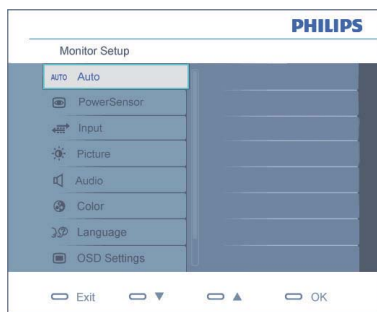 PHILIPS
Monitor Setup
AUTO Auto
PowerSensor
Input
Picture
Audio
Color
Language
OSD Settings
Exit ▼ ▲ OK